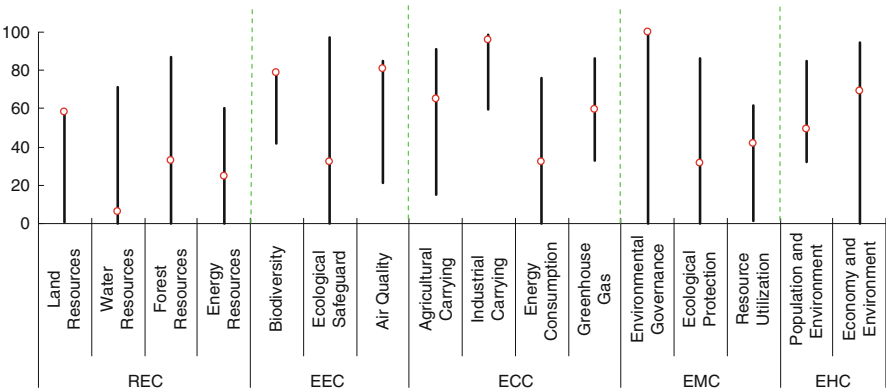 100
80
60
40
20
0
Land
Resources
Water
Resources
Forest
Resources
Energy
Resources
Biodiversity
Ecological
Safeguard
Air Quality
Agricultural
Carrying
Industrial
Carrying
Energy
Consumption
Greenhouse
Gas
Environmental
Governance
Ecological
Protection
Resource
Utilization
Population and
Environment
Economy and
Environment
REC
EEC
ECC
EMC
EHC